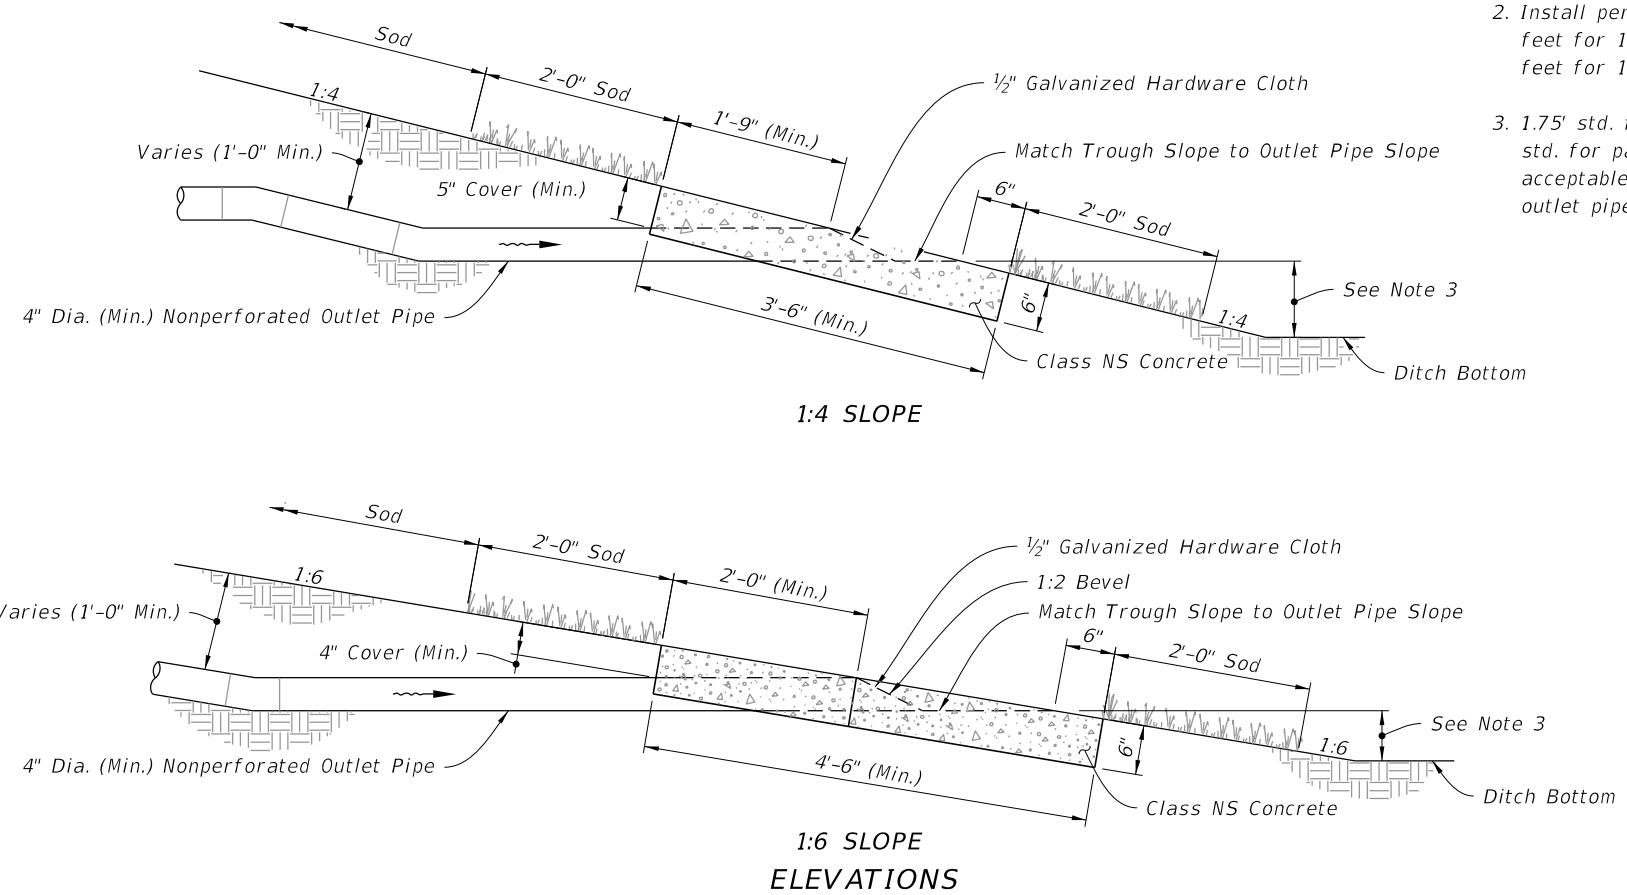 2. Install per
feet for 1
feet for 1
3. 1.75' std. f
std. for pa
acceptable
outlet pipe
Sod
2'-0" Sod
1'-9" (Min.)
1:4
½" Galvanized Hardware Cloth
Match Trough Slope to Outlet Pipe Slope
Varies (1'-0" Min.)
5" Cover (Min.)
6"
2'-0" Sod
4" Dia. (Min.) Nonperforated Outlet Pipe
3'-6" (Min.)
6"
See Note 3
1:4
Class NS Concrete
Ditch Bottom
1:4 SLOPE
Sod
2'-0" Sod
2'-0" (Min.)
1:6
½" Galvanized Hardware Cloth
1:2 Bevel
Match Trough Slope to Outlet Pipe Slope
Varies (1'-0" Min.)
4" Cover (Min.)
6"
2'-0" Sod
4" Dia. (Min.) Nonperforated Outlet Pipe
4'-6" (Min.)
6"
See Note 3
1:6
Class NS Concrete
Ditch Bottom
1:6 SLOPE
ELEVATIONS